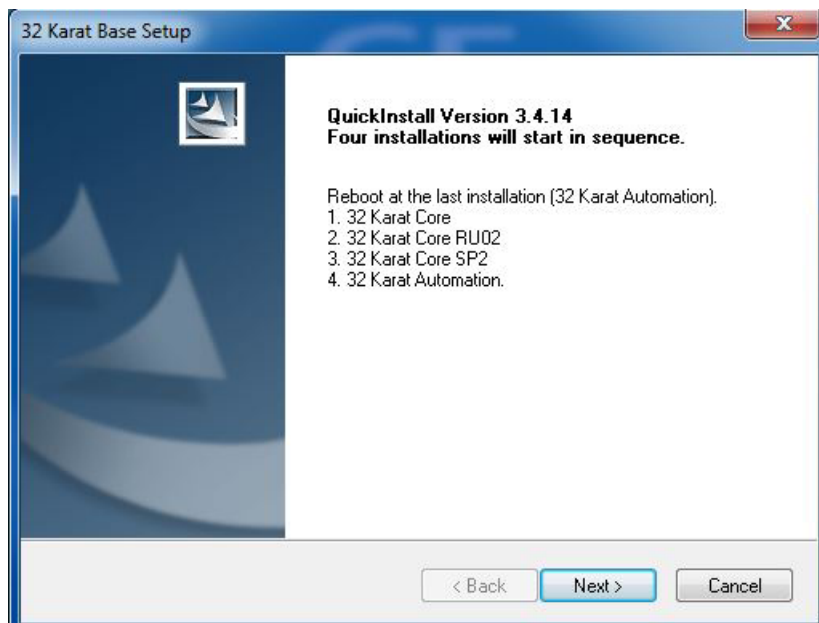 32 Karat Base Setup
QuickInstall Version 3.4.14
Four installations will start in sequence.
Reboot at the last installation (32 Karat Automation).
1. 32 Karat Core
2. 32 Karat Core RU02
3. 32 Karat Core SP2
4. 32 Karat Automation.
< Back Next > Cancel